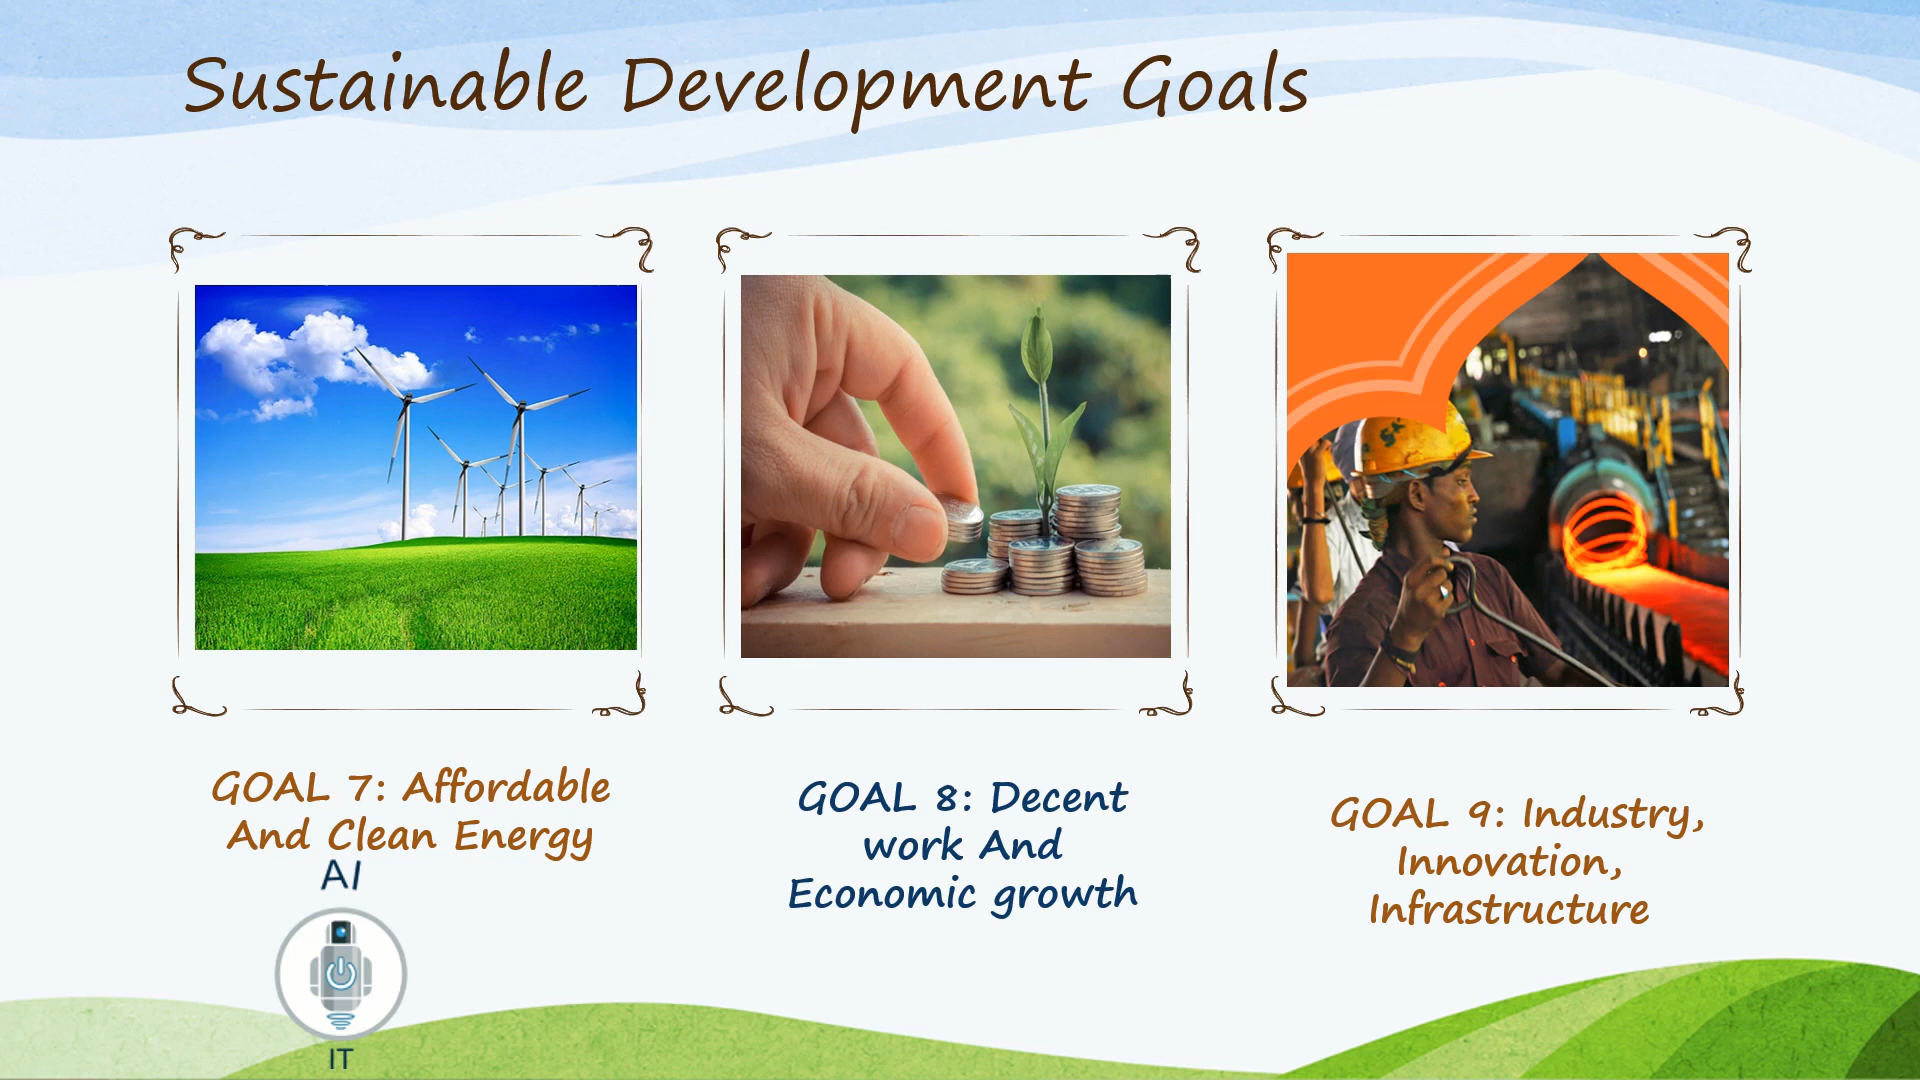 Sustainable Development Goals
GOAL 7: Affordable
And Clean Energy
GOAL 8: Decent
work And
Economic growth
GOAL 9: Industry,
Innovation,
Infrastructure
AI
IT